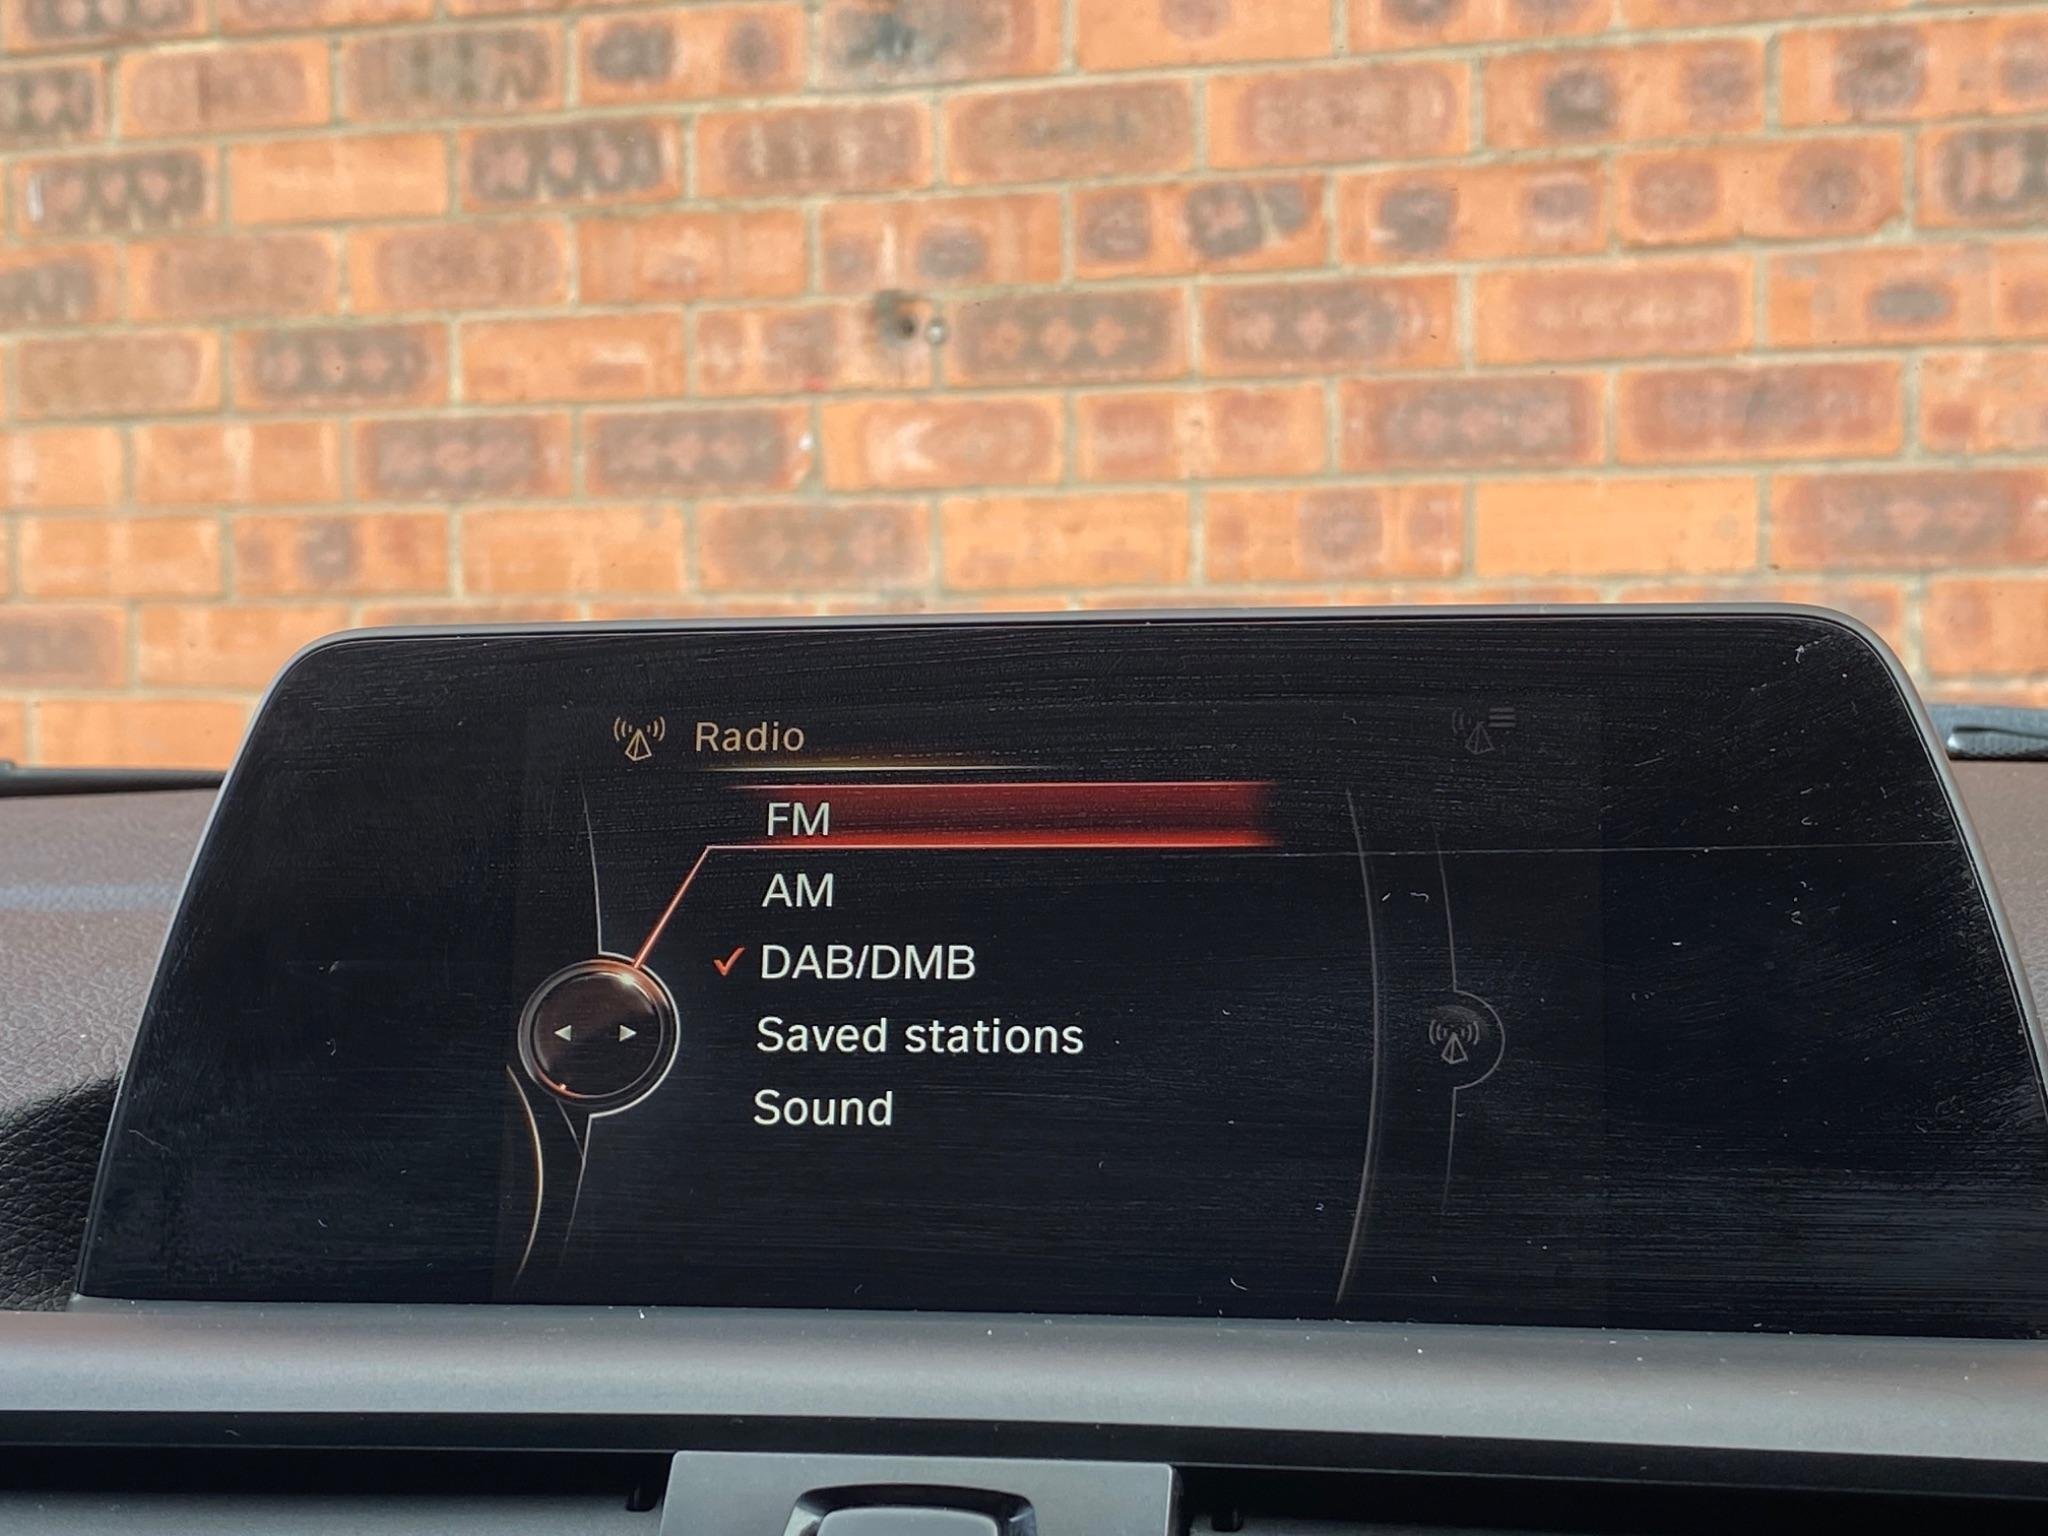 Radio
FM
AM
DAB/DMB
Saved stations
Sound